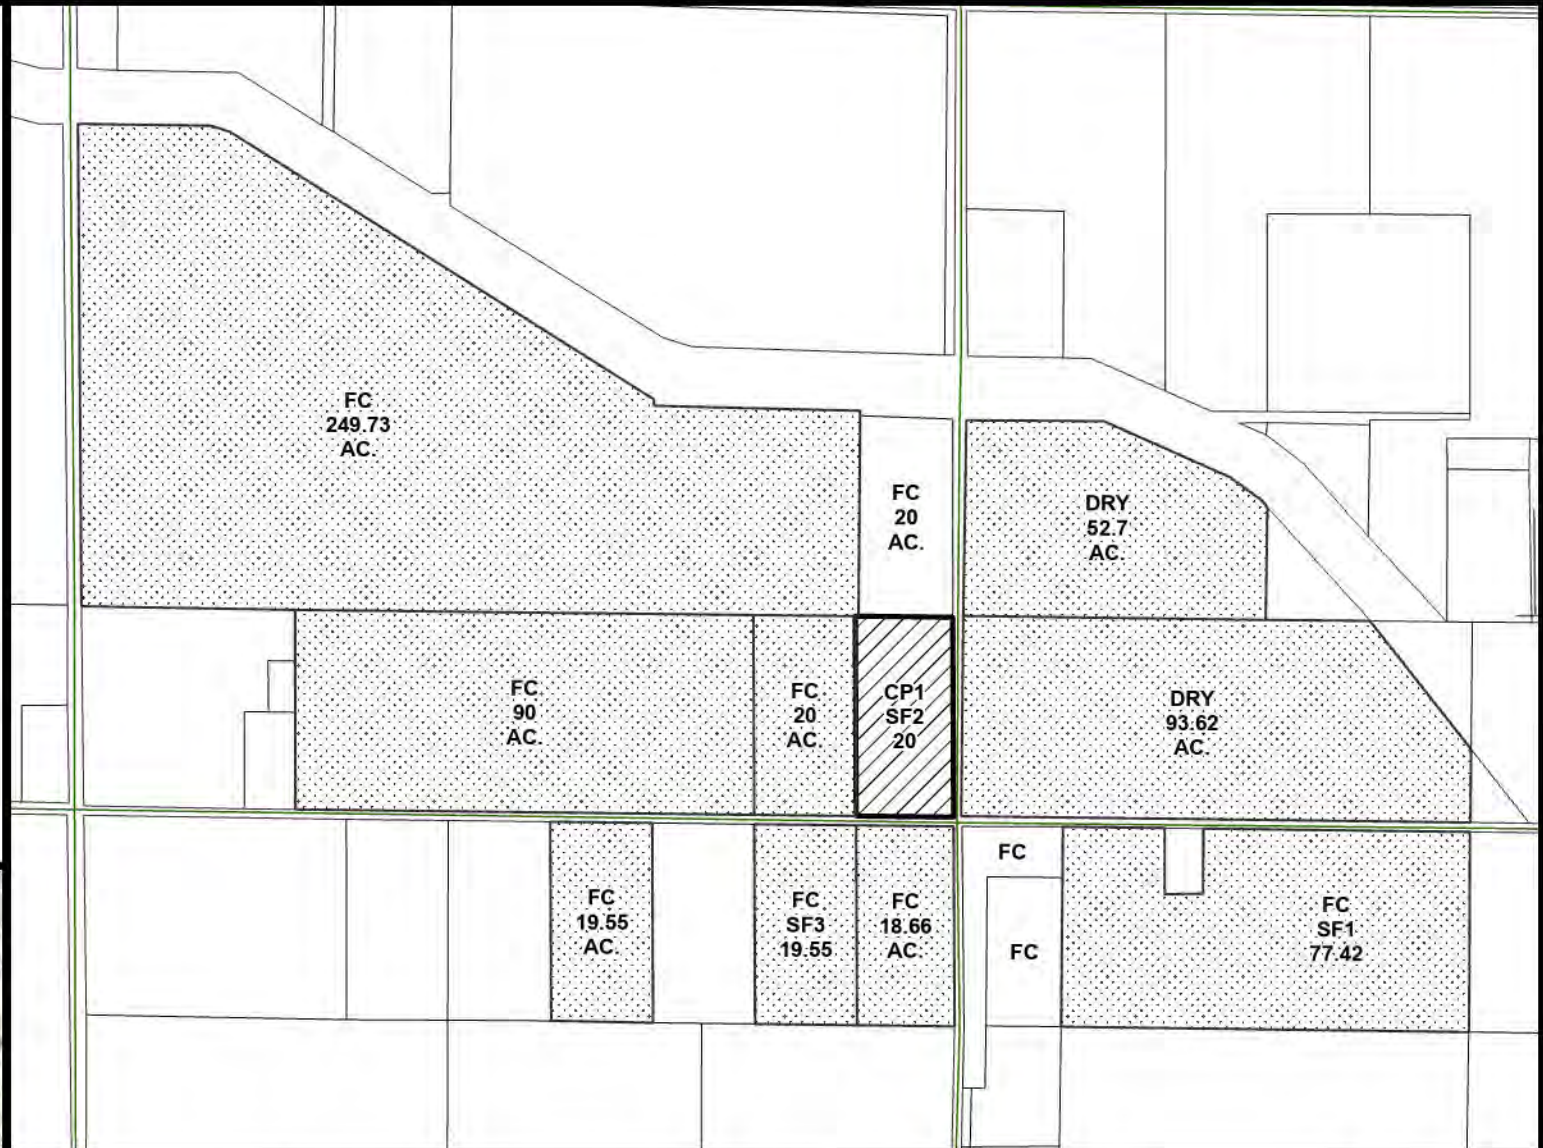 FC
249.73
AC.
FC
20
AC.
DRY
52.7
AC.
FC
90
AC.
FC
20
AC.
CP1
SF2
20
DRY
93.62
AC.
FC
19.55
AC.
FC
SF3
19.55
FC
18.66
AC.
FC
FC
FC
SF1
77.42